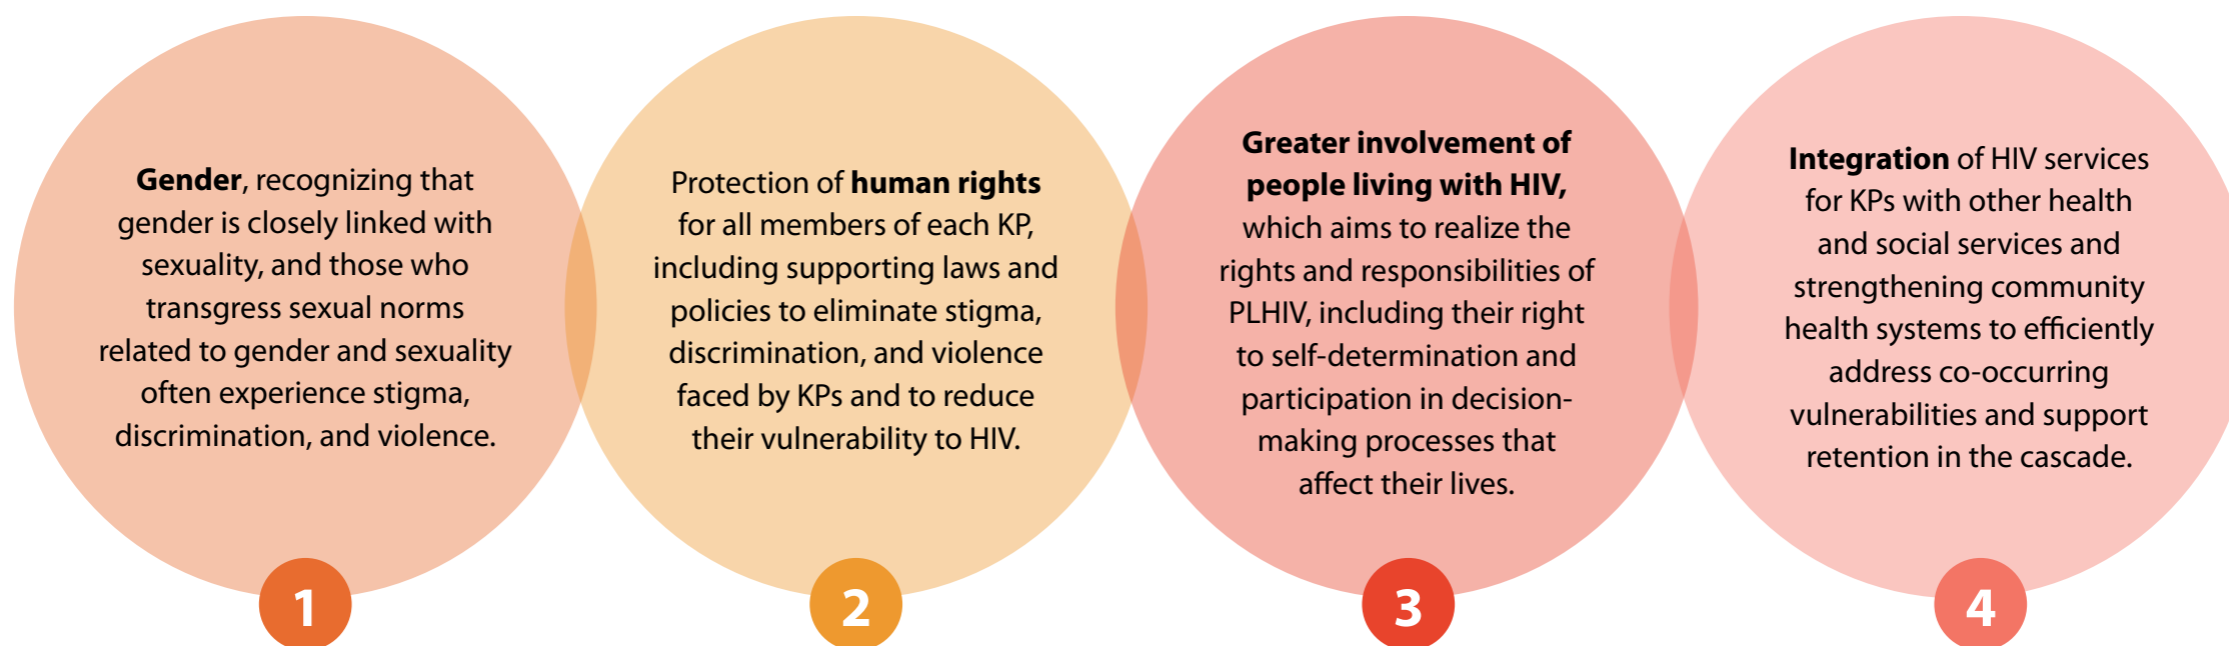 Gender, recognizing that
gender is closely linked with
sexuality, and those who
transgress sexual norms
related to gender and sexuality
often experience stigma,
discrimination, and violence.
1
Protection of human rights
for all members of each KP,
including supporting laws and
policies to eliminate stigma,
discrimination, and violence
faced by KPs and to reduce
their vulnerability to HIV.
2
Greater involvement of
people living with HIV,
which aims to realize the
rights and responsibilities of
PLHIV, including their right
to self-determination and
participation in decision-
making processes that
affect their lives.
3
Integration of HIV services
for KPs with other health
and social services and
strengthening community
health systems to efficiently
address co-occurring
vulnerabilities and support
retention in the cascade.
4